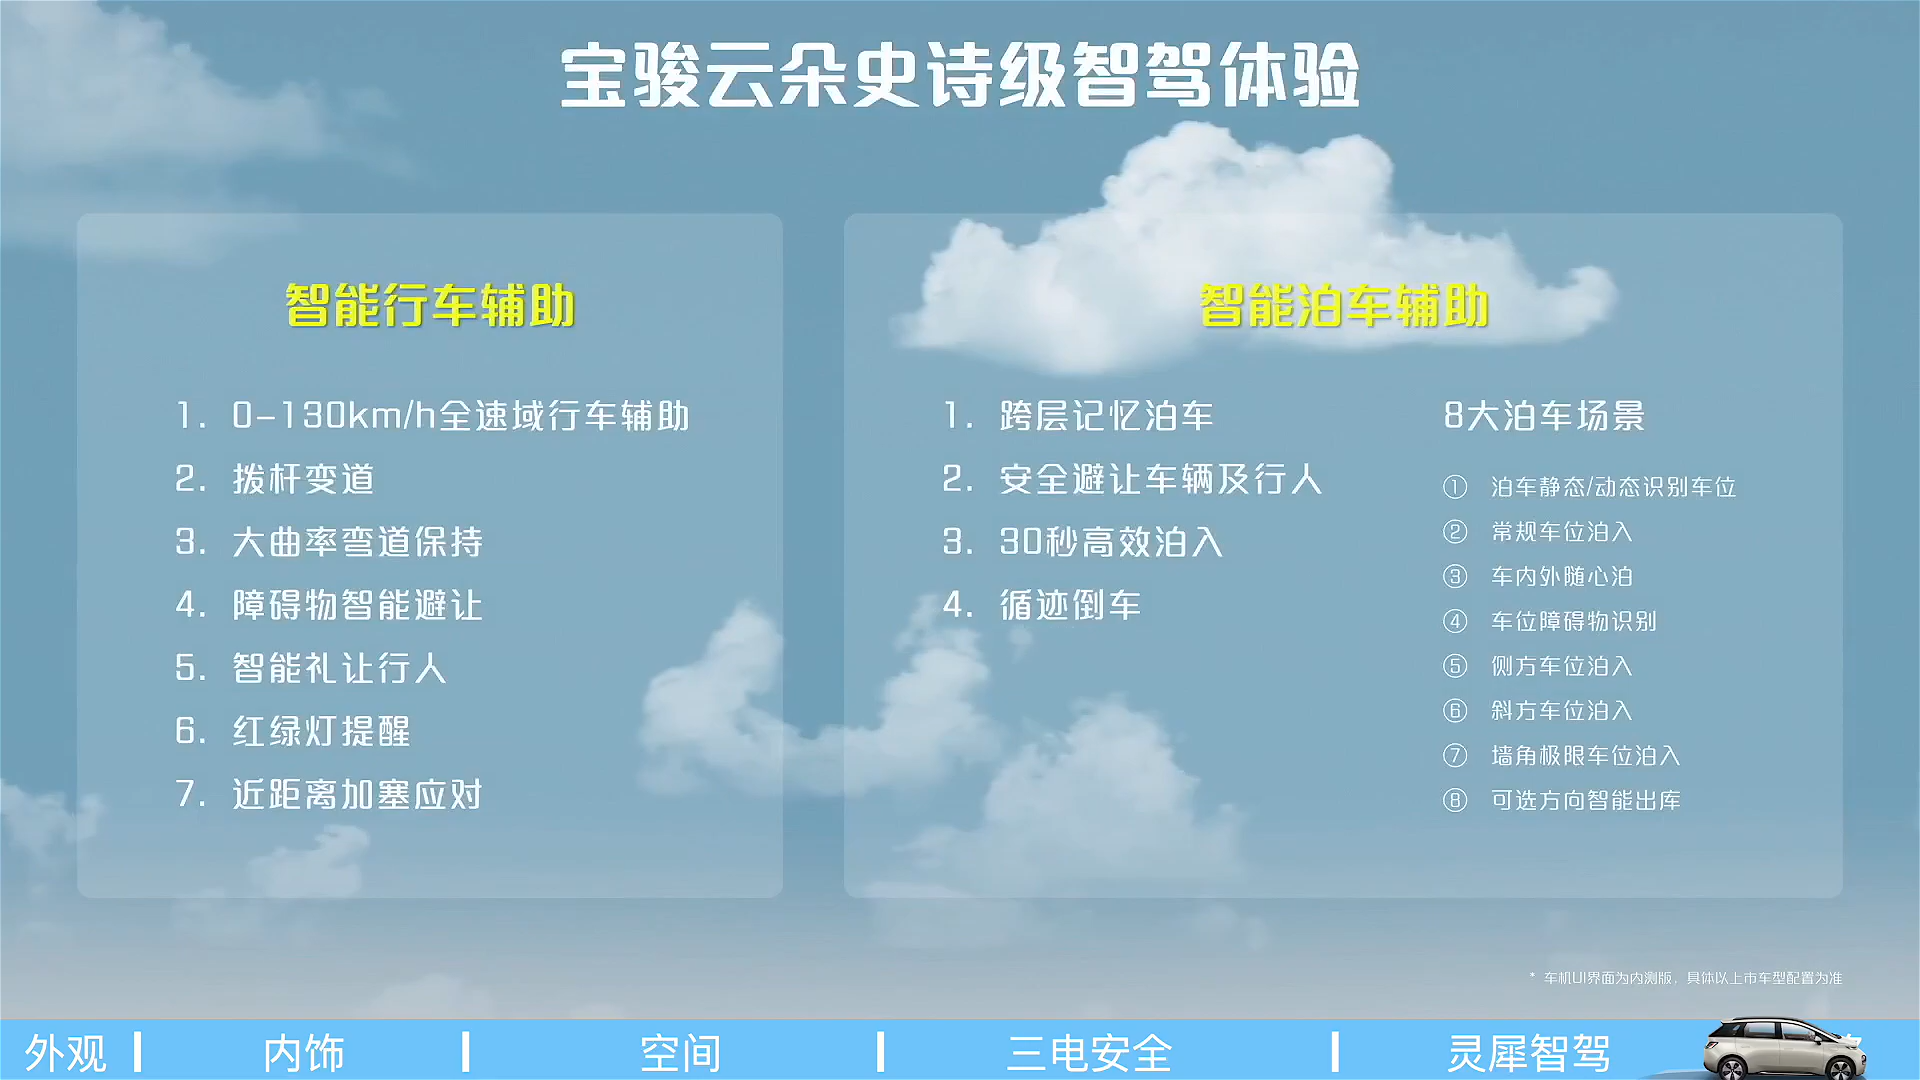 宝骏云朵史诗级智驾体验
智能行车辅助
1. 0-130km/h全速域行车辅助
2. 拨杆变道
3. 大曲率弯道保持
4. 障碍物智能避让
5. 智能礼让行人
6. 红绿灯提醒
7. 近距离加塞应对
智能泊车辅助
1. 跨层记忆泊车
2. 安全避让车辆及行人
3. 30秒高效泊入
4. 循迹倒车
8大泊车场景
① 泊车静态/动态识别车位
② 常规车位泊入
③ 车内外随心泊
④ 车位障碍物识别
⑤ 侧方车位泊入
⑥ 斜方车位泊入
⑦ 墙角极限车位泊入
⑧ 可选方向智能出库
* 车机UI界面为内测版，具体以上市车型配置为准
外观 | 内饰 | 空间 | 三电安全 | 灵犀智驾